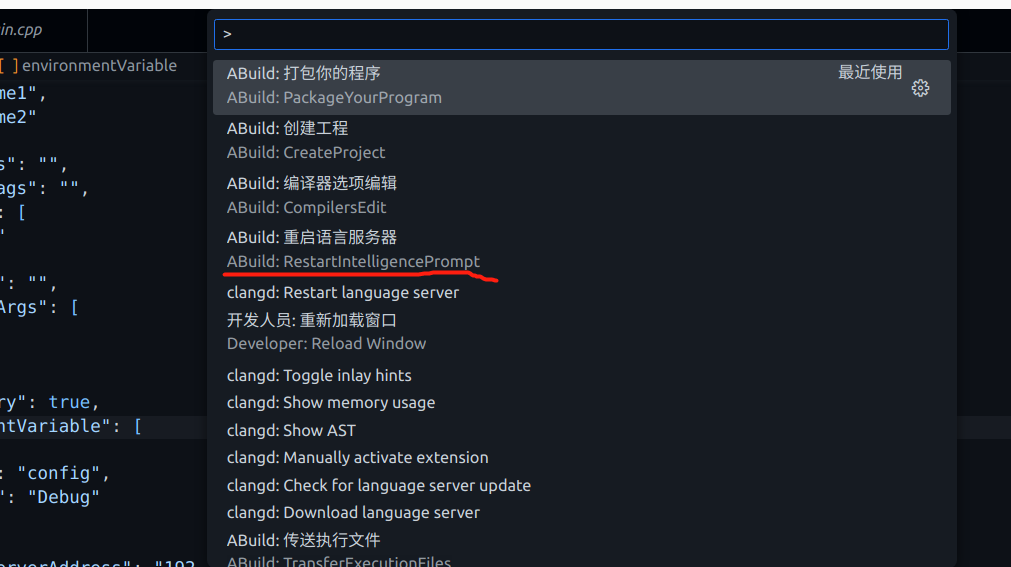 in.cpp
>
[ ] environmentVariable
me1",
me2"
s": "",
ags": "",
: [
"
": "",
Args": [
ry": true,
ntVariable": [
: "config",
": "Debug"
erverAddress": "192
ABuild: 打包你的程序
最近使用
ABuild: PackageYourProgram
ABuild: 创建工程
ABuild: CreateProject
ABuild: 编译器选项编辑
ABuild: CompilersEdit
ABuild: 重启语言服务器
ABuild: RestartIntelligencePrompt
clangd: Restart language server
开发人员: 重新加载窗口
Developer: Reload Window
clangd: Toggle inlay hints
clangd: Show memory usage
clangd: Show AST
clangd: Manually activate extension
clangd: Check for language server update
clangd: Download language server
ABuild: 传送执行文件
ABuild: TransferExecutionFiles